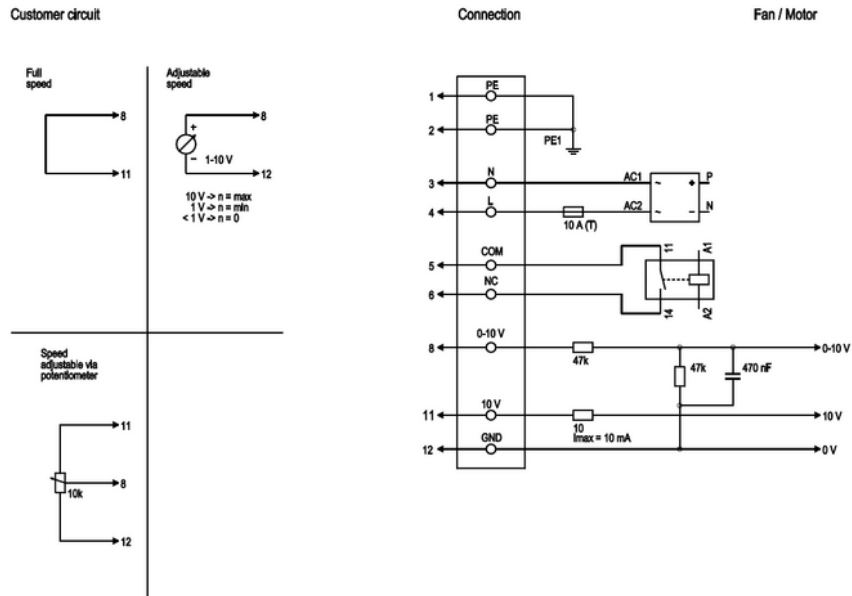 Customer circuit
Connection
Fan / Motor
Full
speed
8
11
Adjustable
speed
8
+
1-10 V
–
12
10 V -> n = max
1 V -> n = min
< 1 V -> n = 0
Speed
adjustable via
potentiometer
11
8
10k
12
PE
1
PE
2
PE1
N
3
AC1
~
+
P
L
4
10 A (T)
AC2
~
–
N
COM
5
11
A1
NC
6
14
A2
0-10 V
8
47k
47k
470 nF
0-10 V
10 V
11
10
Imax = 10 mA
10 V
GND
12
0 V